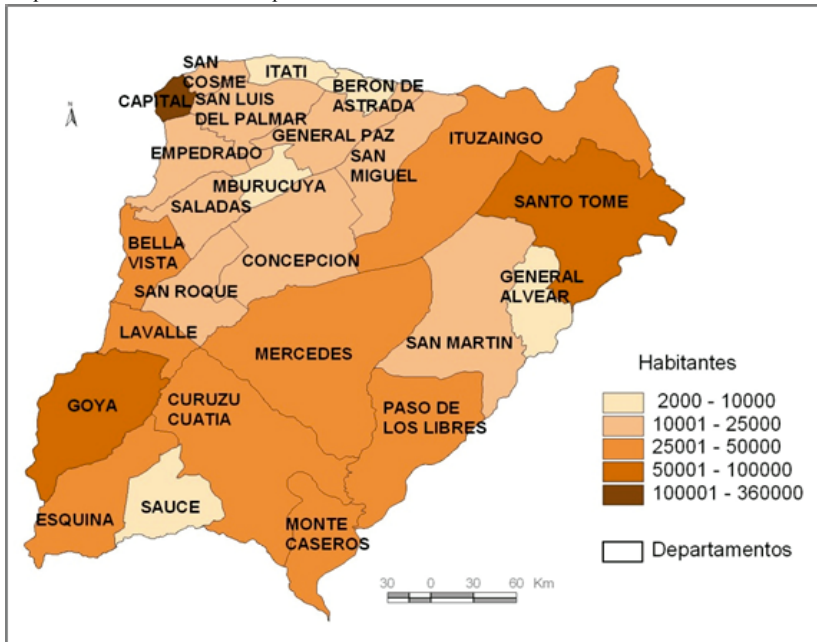 SAN
COSME
ITATI
BERON DE
ASTRADA
CAPITAL
SAN LUIS
DEL PALMAR
GENERAL PAZ
ITUZAINGO
EMPEDRADO
SAN
MIGUEL
MBURUCUYA
SALADAS
SANTO TOME
BELLA
VISTA
CONCEPCION
GENERAL
ALVEAR
SAN ROQUE
LAVALLE
MERCEDES
SAN MARTIN
GOYA
CURUZU
CUATIA
PASO DE
LOS LIBRES
SAUCE
ESQUINA
MONTE
CASEROS
N
Habitantes
2000 - 10000
10001 - 25000
25001 - 50000
50001 - 100000
100001 - 360000
Departamentos
30 0 30 60 Km